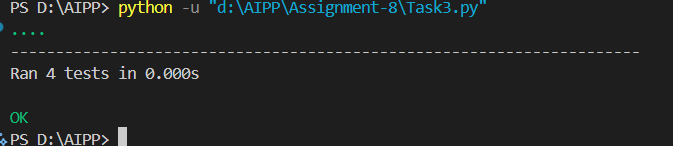 PS D:\AIPP> python -u "d:\AIPP\Assignment-8\Task3.py"
....
----------------------------------------------------------------------
Ran 4 tests in 0.000s
OK
PS D:\AIPP>